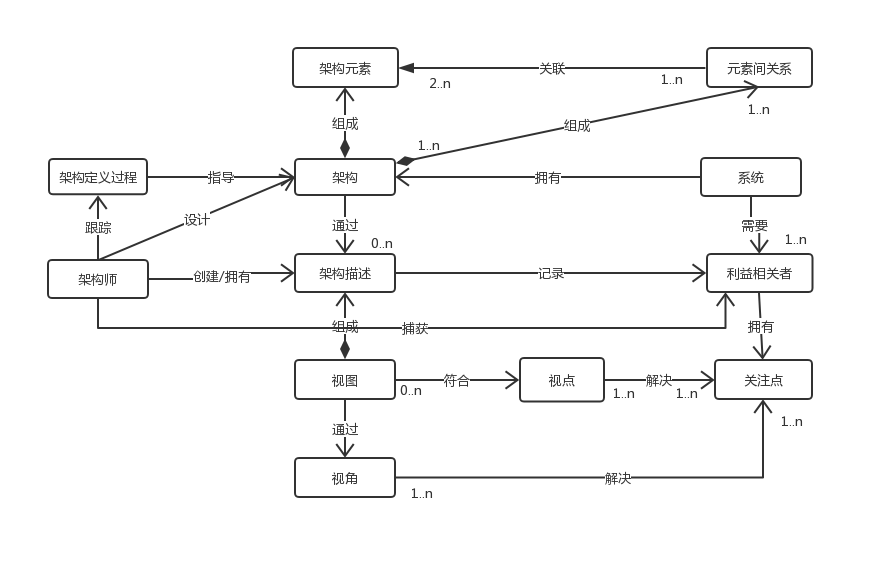 架构元素
关联
元素间关系
2..n
1..n
1..n
组成
组成
1..n
架构定义过程
指导
架构
拥有
系统
设计
跟踪
通过
需要
0..n
1..n
架构师
创建/拥有
架构描述
记录
利益相关者
组成
捕获
拥有
视图
0..n
符合
视点
1..n
解决
1..n
关注点
1..n
通过
视角
1..n
解决